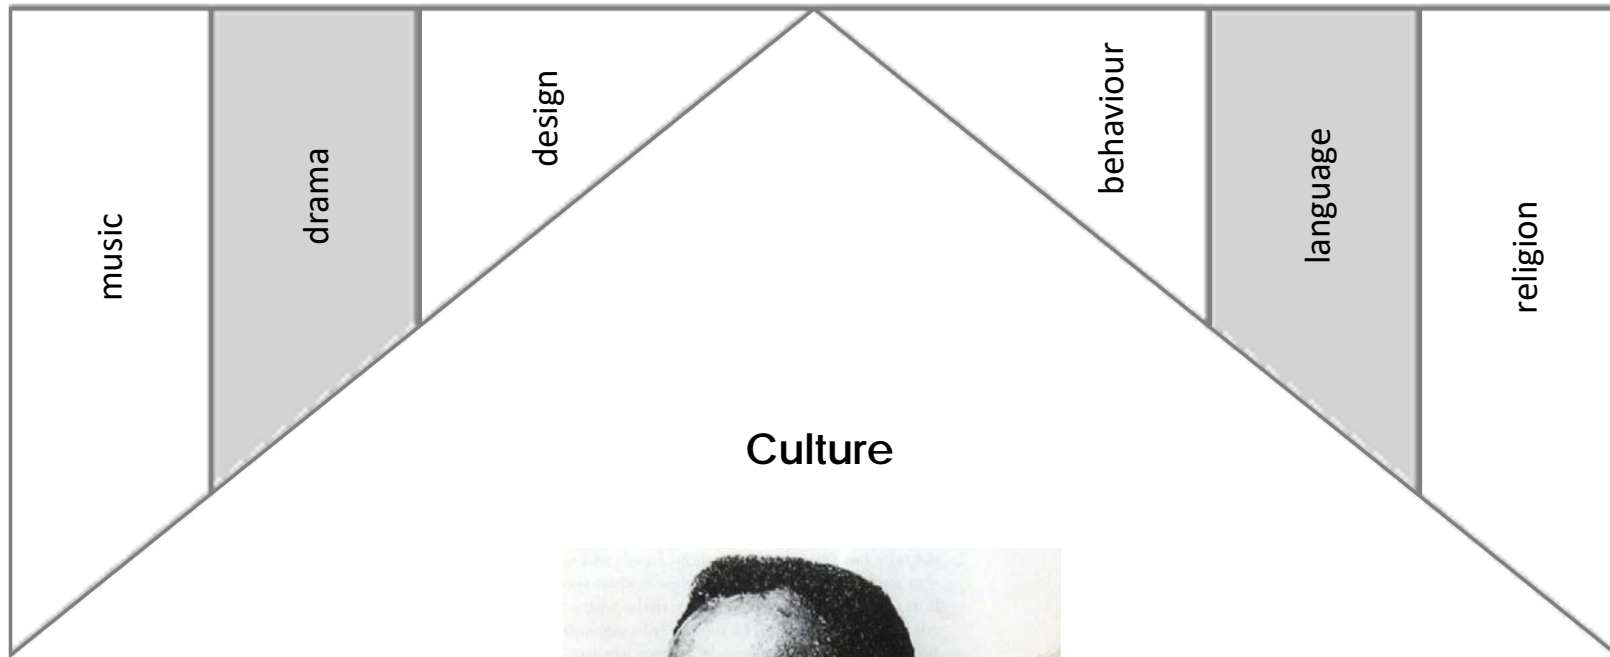 music
drama
design
behaviour
language
religion
Culture